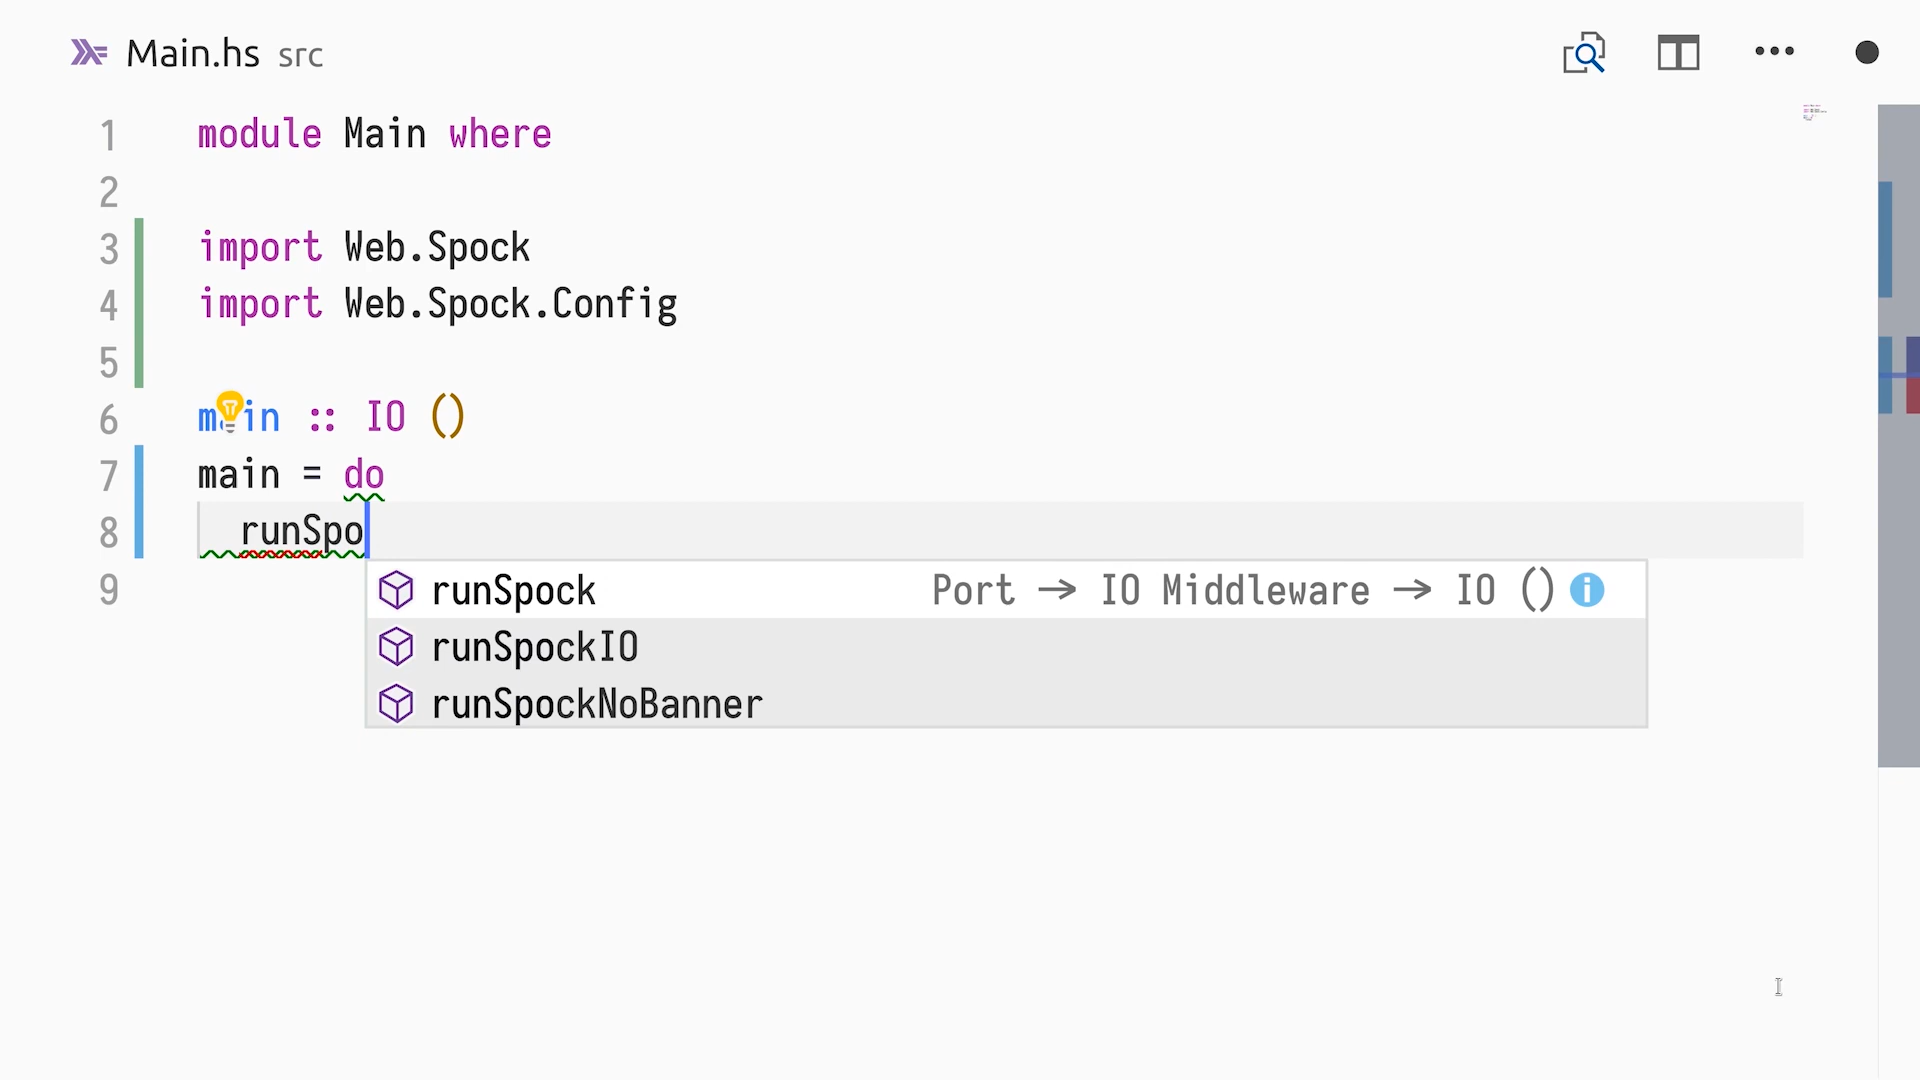 Main.hs src
1 module Main where
2
3 import Web.Spock
4 import Web.Spock.Config
5
6 main :: IO ()
7 main = do
8 runSpo
runSpock Port → IO Middleware → IO ()
runSpockIO
runSpockNoBanner
9